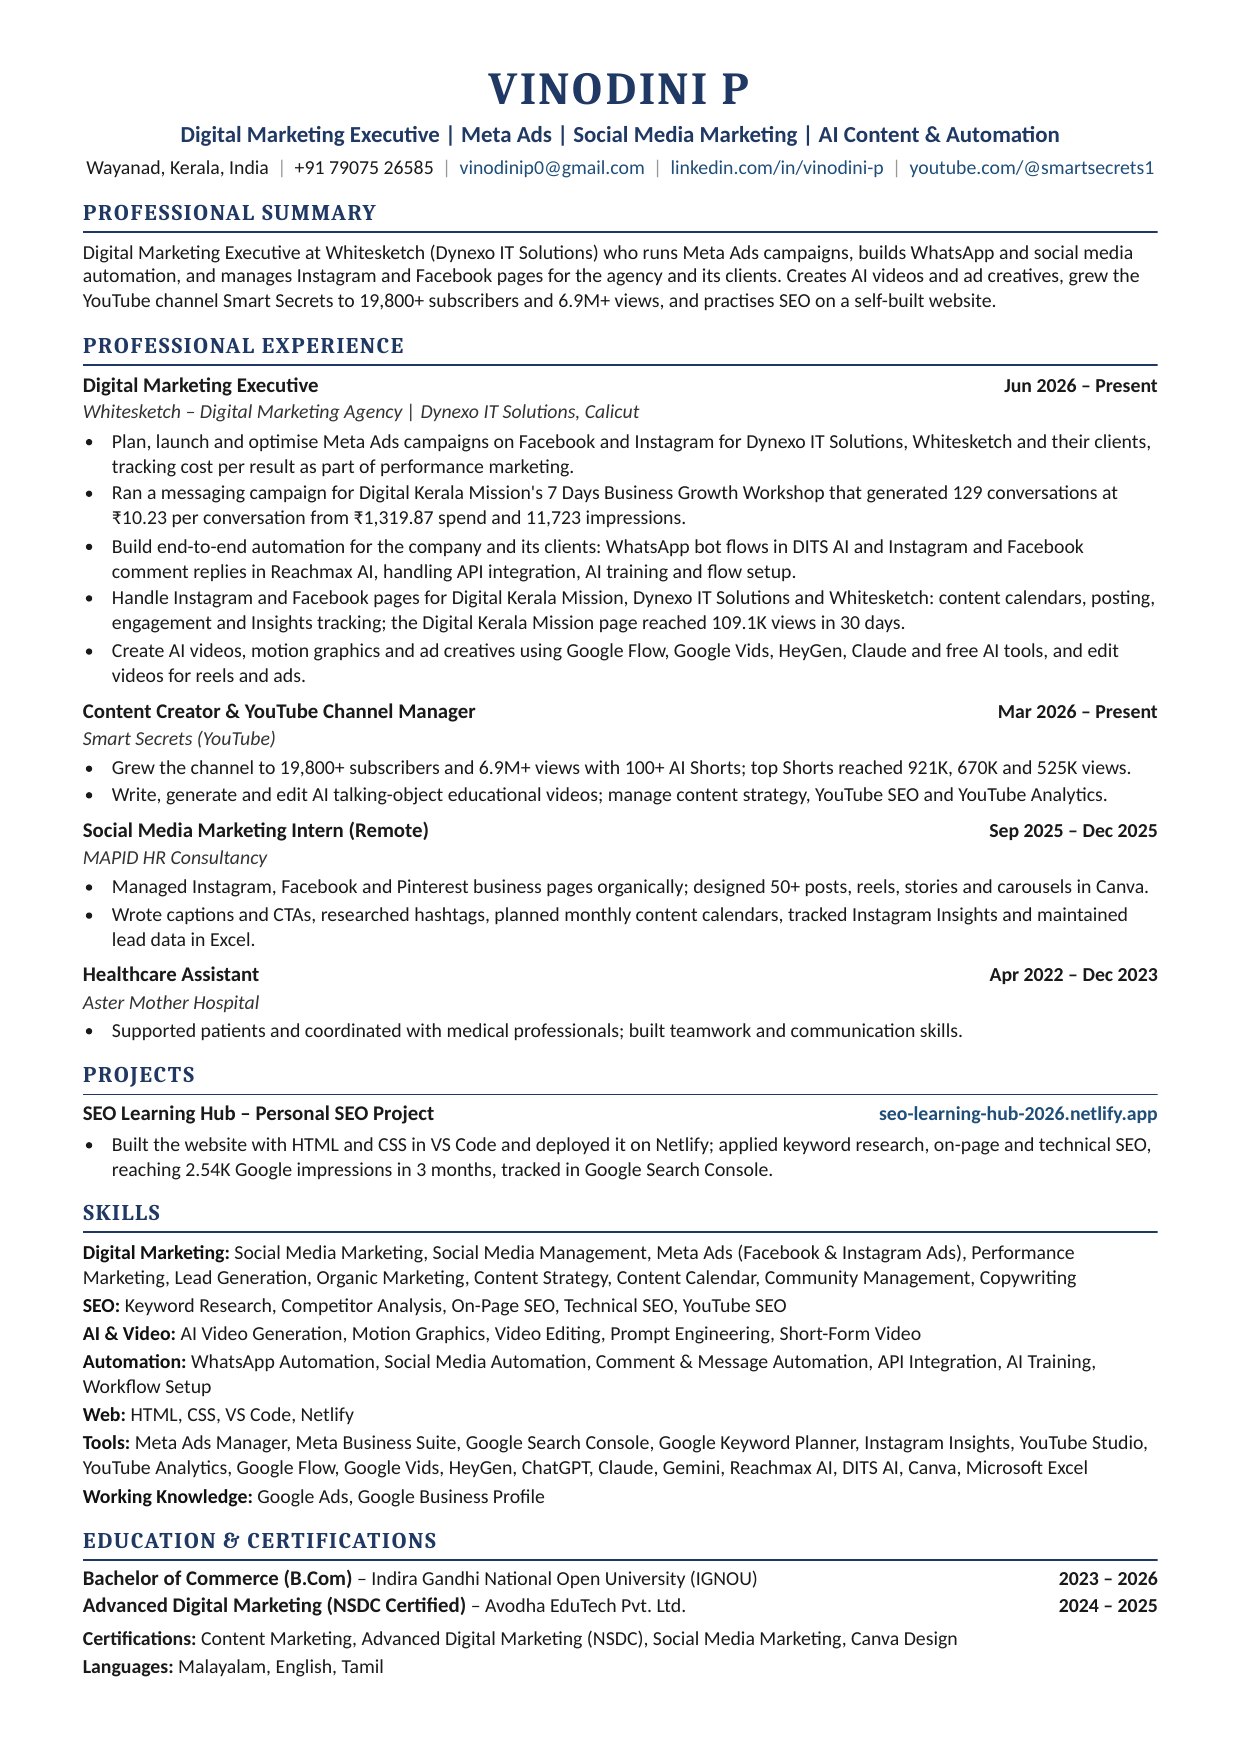 VINODINI P
Digital Marketing Executive | Meta Ads | Social Media Marketing | AI Content & Automation
Wayanad, Kerala, India | +91 79075 26585 | vinodinip0@gmail.com | linkedin.com/in/vinodini-p | youtube.com/@smartsecrets1
PROFESSIONAL SUMMARY
Digital Marketing Executive at Whitesketch (Dynexo IT Solutions) who runs Meta Ads campaigns, builds WhatsApp and social media
automation, and manages Instagram and Facebook pages for the agency and its clients. Creates AI videos and ad creatives, grew the
YouTube channel Smart Secrets to 19,800+ subscribers and 6.9M+ views, and practises SEO on a self-built website.
PROFESSIONAL EXPERIENCE
Digital Marketing Executive Jun 2026 – Present
Whitesketch – Digital Marketing Agency | Dynexo IT Solutions, Calicut
• Plan, launch and optimise Meta Ads campaigns on Facebook and Instagram for Dynexo IT Solutions, Whitesketch and their clients,
tracking cost per result as part of performance marketing.
• Ran a messaging campaign for Digital Kerala Mission's 7 Days Business Growth Workshop that generated 129 conversations at
₹10.23 per conversation from ₹1,319.87 spend and 11,723 impressions.
• Build end-to-end automation for the company and its clients: WhatsApp bot flows in DITS AI and Instagram and Facebook
comment replies in Reachmax AI, handling API integration, AI training and flow setup.
• Handle Instagram and Facebook pages for Digital Kerala Mission, Dynexo IT Solutions and Whitesketch: content calendars, posting,
engagement and Insights tracking; the Digital Kerala Mission page reached 109.1K views in 30 days.
• Create AI videos, motion graphics and ad creatives using Google Flow, Google Vids, HeyGen, Claude and free AI tools, and edit
videos for reels and ads.
Content Creator & YouTube Channel Manager Mar 2026 – Present
Smart Secrets (YouTube)
• Grew the channel to 19,800+ subscribers and 6.9M+ views with 100+ AI Shorts; top Shorts reached 921K, 670K and 525K views.
• Write, generate and edit AI talking-object educational videos; manage content strategy, YouTube SEO and YouTube Analytics.
Social Media Marketing Intern (Remote) Sep 2025 – Dec 2025
MAPID HR Consultancy
• Managed Instagram, Facebook and Pinterest business pages organically; designed 50+ posts, reels, stories and carousels in Canva.
• Wrote captions and CTAs, researched hashtags, planned monthly content calendars, tracked Instagram Insights and maintained
lead data in Excel.
Healthcare Assistant Apr 2022 – Dec 2023
Aster Mother Hospital
• Supported patients and coordinated with medical professionals; built teamwork and communication skills.
PROJECTS
SEO Learning Hub – Personal SEO Project seo-learning-hub-2026.netlify.app
• Built the website with HTML and CSS in VS Code and deployed it on Netlify; applied keyword research, on-page and technical SEO,
reaching 2.54K Google impressions in 3 months, tracked in Google Search Console.
SKILLS
Digital Marketing: Social Media Marketing, Social Media Management, Meta Ads (Facebook & Instagram Ads), Performance
Marketing, Lead Generation, Organic Marketing, Content Strategy, Content Calendar, Community Management, Copywriting
SEO: Keyword Research, Competitor Analysis, On-Page SEO, Technical SEO, YouTube SEO
AI & Video: AI Video Generation, Motion Graphics, Video Editing, Prompt Engineering, Short-Form Video
Automation: WhatsApp Automation, Social Media Automation, Comment & Message Automation, API Integration, AI Training,
Workflow Setup
Web: HTML, CSS, VS Code, Netlify
Tools: Meta Ads Manager, Meta Business Suite, Google Search Console, Google Keyword Planner, Instagram Insights, YouTube Studio,
YouTube Analytics, Google Flow, Google Vids, HeyGen, ChatGPT, Claude, Gemini, Reachmax AI, DITS AI, Canva, Microsoft Excel
Working Knowledge: Google Ads, Google Business Profile
EDUCATION & CERTIFICATIONS
Bachelor of Commerce (B.Com) – Indira Gandhi National Open University (IGNOU) 2023 – 2026
Advanced Digital Marketing (NSDC Certified) – Avodha EduTech Pvt. Ltd. 2024 – 2025
Certifications: Content Marketing, Advanced Digital Marketing (NSDC), Social Media Marketing, Canva Design
Languages: Malayalam, English, Tamil